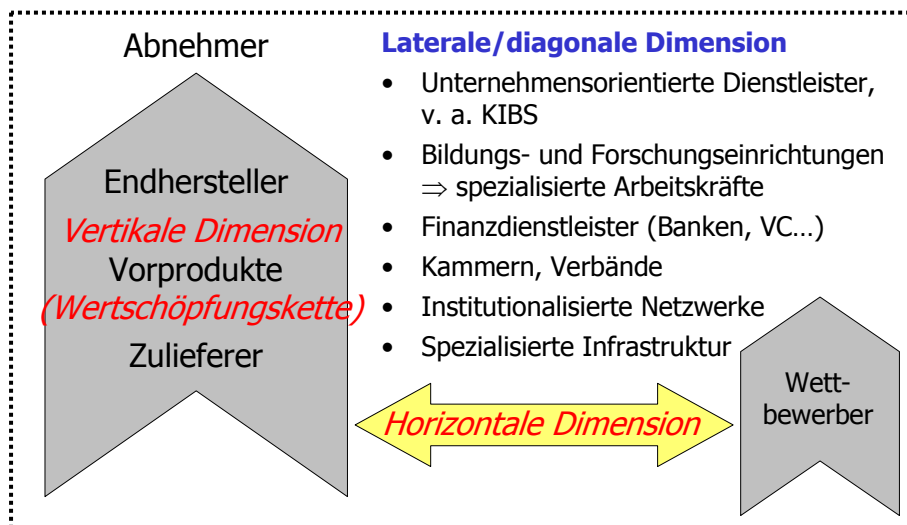 Abnehmer
Endhersteller
Vertikale Dimension
Vorprodukte
(Wertschöpfungskette)
Zulieferer
Laterale/diagonale Dimension
• Unternehmensorientierte Dienstleister,
v. a. KIBS
• Bildungs- und Forschungseinrichtungen
⇒ spezialisierte Arbeitskräfte
• Finanzdienstleister (Banken, VC...)
• Kammern, Verbände
• Institutionalisierte Netzwerke
• Spezialisierte Infrastruktur
Horizontale Dimension
Wett-
bewerber